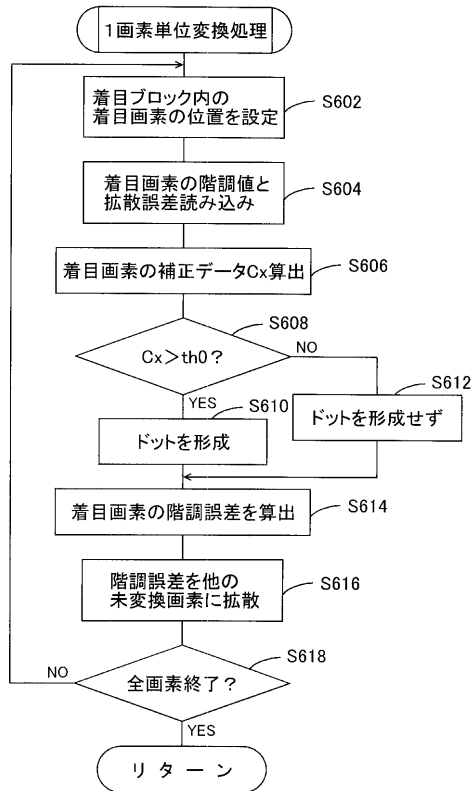 1画素単位変換処理
着目ブロック内の
着目画素の位置を設定
S602
着目画素の階調値と
拡散誤差読み込み
S604
着目画素の補正データCx算出
S606
Cx>th0?
S608
NO
YES
S610
ドットを形成
S612
ドットを形成せず
着目画素の階調誤差を算出
S614
階調誤差を他の
未変換画素に拡散
S616
全画素終了?
S618
NO
YES
リターン